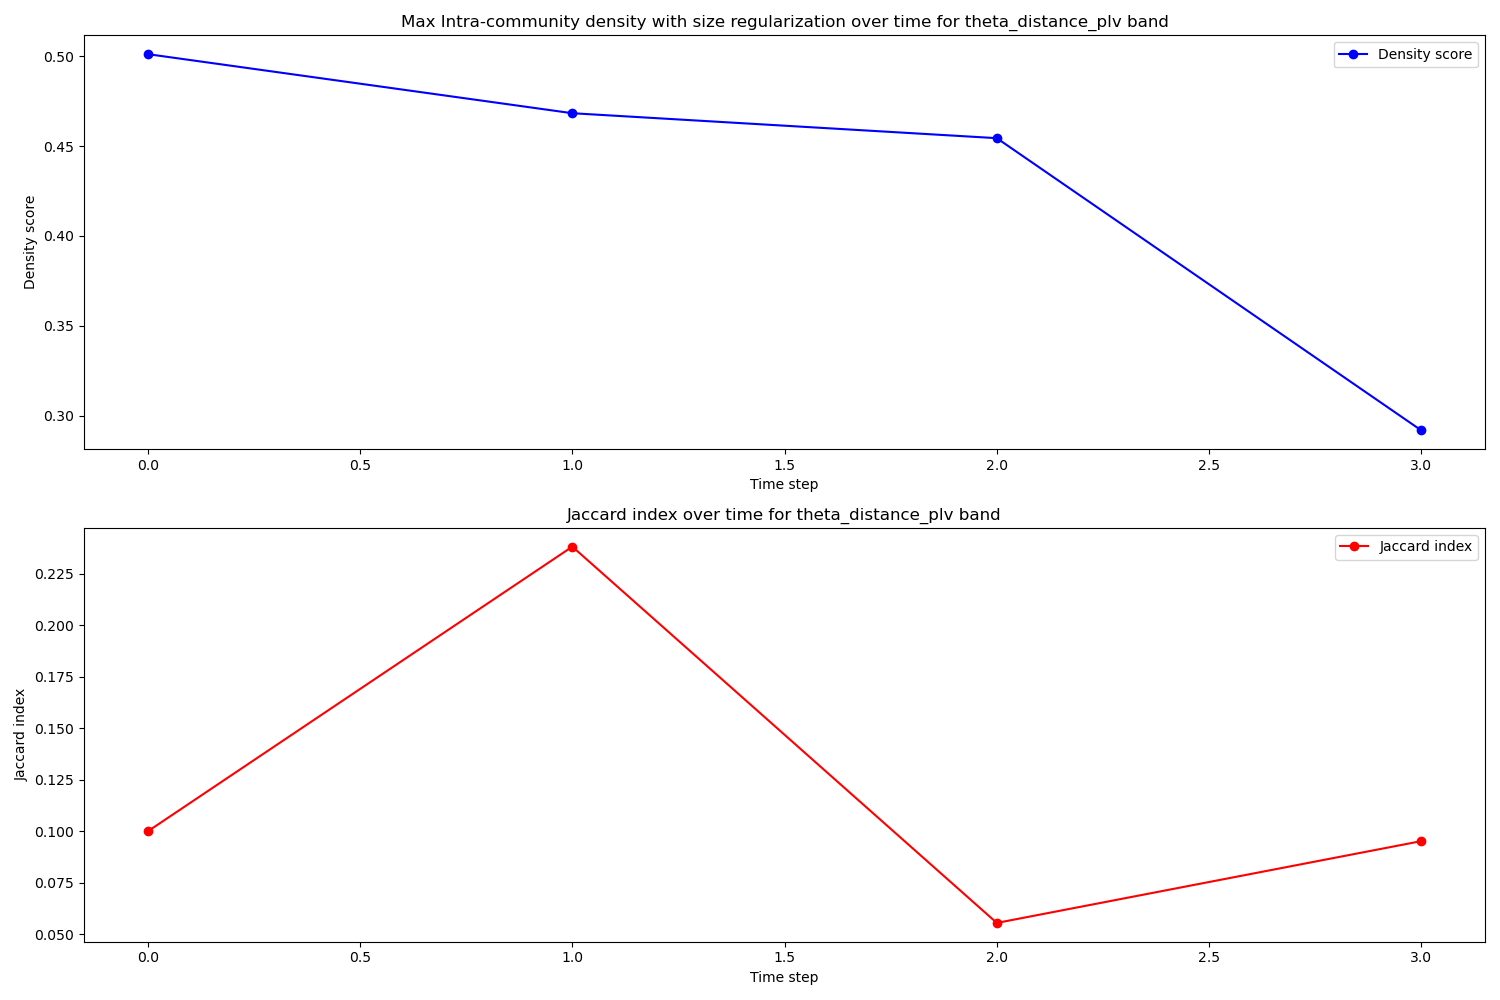 Max Intra-community density with size regularization over time for theta_distance_plv band
Density score
0.50
0.45
0.40
0.35
0.30
Density score
0.0 0.5 1.0 1.5 2.0 2.5 3.0
Time step
Jaccard index over time for theta_distance_plv band
Jaccard index
0.225
0.200
0.175
0.150
0.125
0.100
0.075
0.050
Jaccard index
0.0 0.5 1.0 1.5 2.0 2.5 3.0
Time step